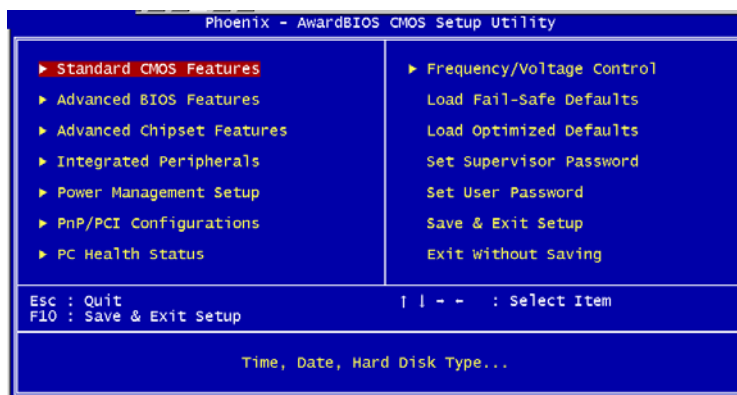 Phoenix - AwardBIOS CMOS Setup Utility
▶ Standard CMOS Features
▶ Advanced BIOS Features
▶ Advanced Chipset Features
▶ Integrated Peripherals
▶ Power Management Setup
▶ PnP/PCI Configurations
▶ PC Health Status
▶ Frequency/Voltage Control
Load Fail-Safe Defaults
Load Optimized Defaults
Set Supervisor Password
Set User Password
Save & Exit Setup
Exit Without Saving
Esc : Quit
F10 : Save & Exit Setup
↑ ↓ → ← : Select Item
Time, Date, Hard Disk Type...